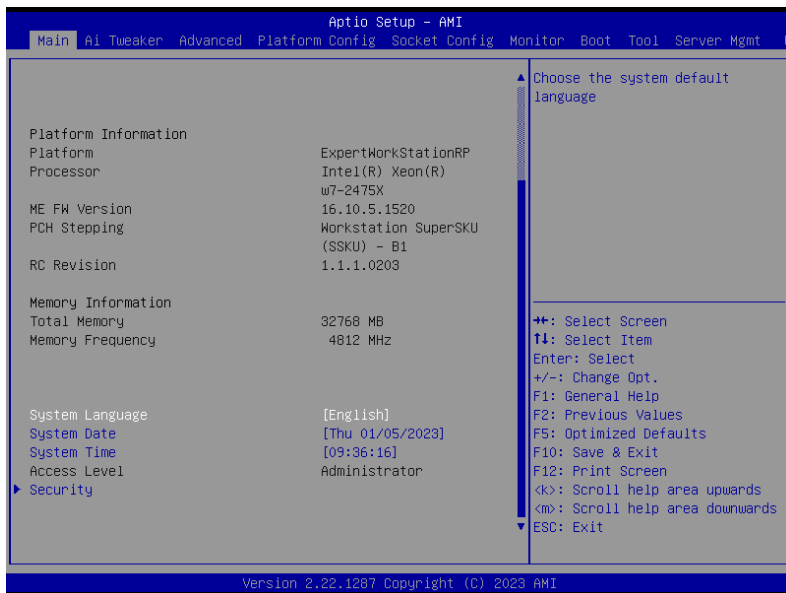 Aptio Setup – AMI
Main Ai Tweaker Advanced Platform Config Socket Config Monitor Boot Tool Server Mgmt
Choose the system default
language
Platform Information
Platform ExpertWorkStationRP
Processor Intel(R) Xeon(R)
w7-2475X
ME FW Version 16.10.5.1520
PCH Stepping Workstation SuperSKU
(SSKU) – B1
RC Revision 1.1.1.0203
Memory Information
Total Memory 32768 MB
Memory Frequency 4812 MHz
System Language [English]
System Date [Thu 01/05/2023]
System Time [09:36:16]
Access Level Administrator
Security
→←: Select Screen
↑↓: Select Item
Enter: Select
+/-: Change Opt.
F1: General Help
F2: Previous Values
F5: Optimized Defaults
F10: Save & Exit
F12: Print Screen
<k>: Scroll help area upwards
<m>: Scroll help area downwards
ESC: Exit
Version 2.22.1287 Copyright (C) 2023 AMI